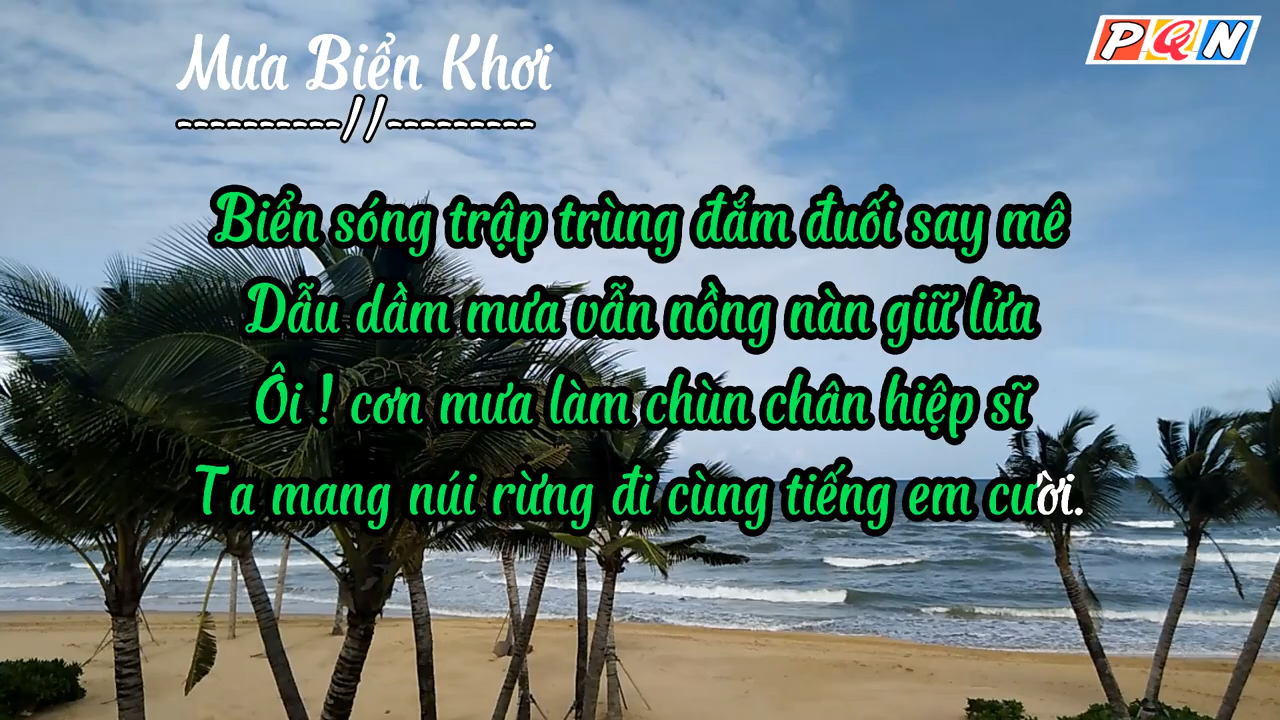 Mưa Biển Khơi
----------//---------
PQN
Biển sóng trập trùng đắm đuối say mê
Dẫu dầm mưa vẫn nồng nàn giữ lửa
Ôi ! cơn mưa làm chùn chân hiệp sĩ
Ta mang núi rừng đi cùng tiếng em cười.